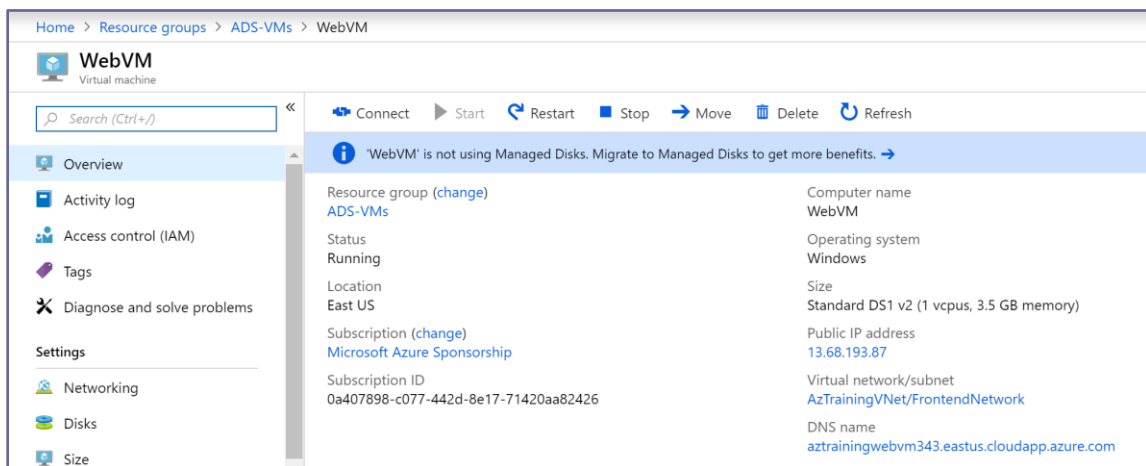 Home > Resource groups > ADS-VMs > WebVM
WebVM
Virtual machine
Search (Ctrl+/)
«
Overview
Activity log
Access control (IAM)
Tags
Diagnose and solve problems
Settings
Networking
Disks
Size
Connect Start Restart Stop Move Delete Refresh
'WebVM' is not using Managed Disks. Migrate to Managed Disks to get more benefits. →
Resource group (change)
ADS-VMs
Status
Running
Location
East US
Subscription (change)
Microsoft Azure Sponsorship
Subscription ID
0a407898-c077-442d-8e17-71420aa82426
Computer name
WebVM
Operating system
Windows
Size
Standard DS1 v2 (1 vcpus, 3.5 GB memory)
Public IP address
13.68.193.87
Virtual network/subnet
AzTrainingVNet/FrontendNetwork
DNS name
aztrainingwebvm343.eastus.cloudapp.azure.com